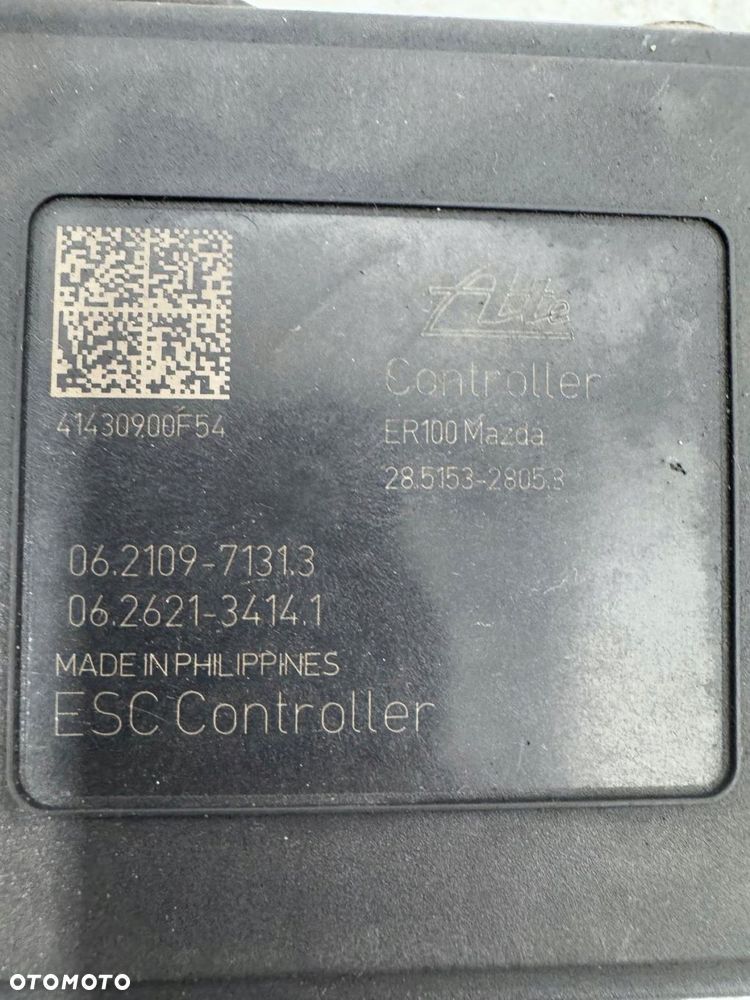 41430900F54
Ate
Controller
ER100 Mazda
28.5153-2805.3
06.2109-7131.3
06.2621-3414.1
MADE IN PHILIPPINES
ESC Controller
OTOMOTO